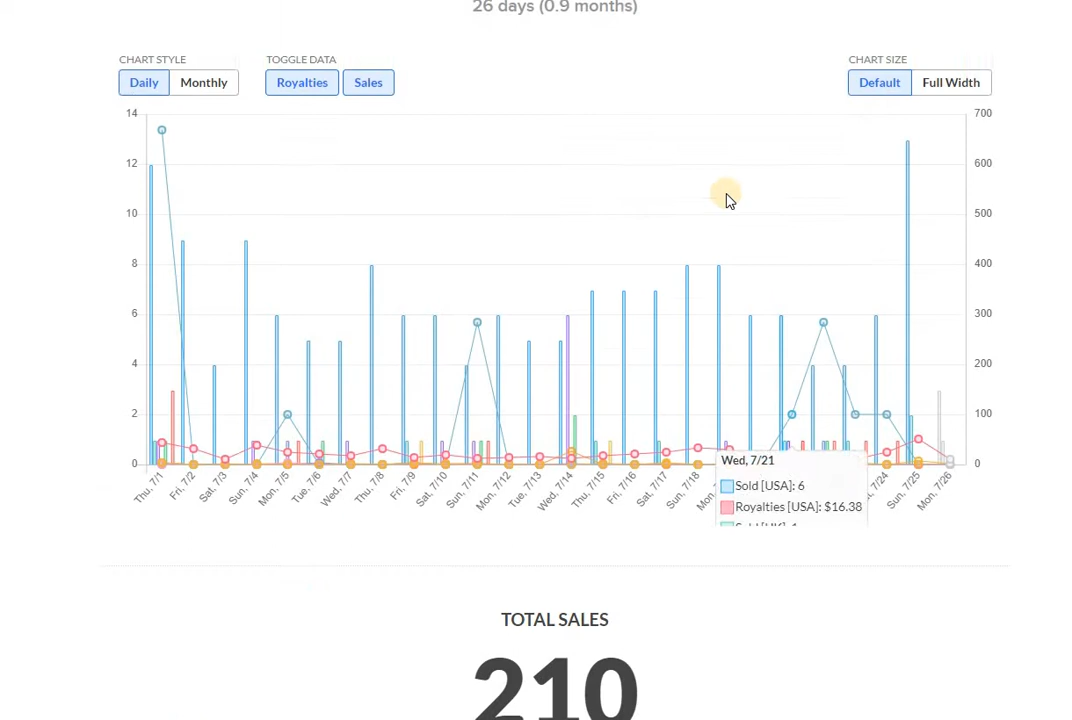 26 days (0.9 months)
CHART STYLE TOGGLE DATA CHART SIZE
Daily Monthly Royalties Sales Default Full Width
14 700
12 600
10 500
8 400
6 300
4 200
2 100
0 0
Thu, 7/1 Fri, 7/2 Sat, 7/3 Sun, 7/4 Mon, 7/5 Tue, 7/6 Wed, 7/7 Thu, 7/8 Fri, 7/9 Sat, 7/10 Sun, 7/11 Mon, 7/12 Tue, 7/13 Wed, 7/14 Thu, 7/15 Fri, 7/16 Sat, 7/17 Sun, 7/18 7/24 Sun, 7/25 Mon, 7/26
Wed, 7/21
Sold [USA]: 6
Royalties [USA]: $16.38
TOTAL SALES
210